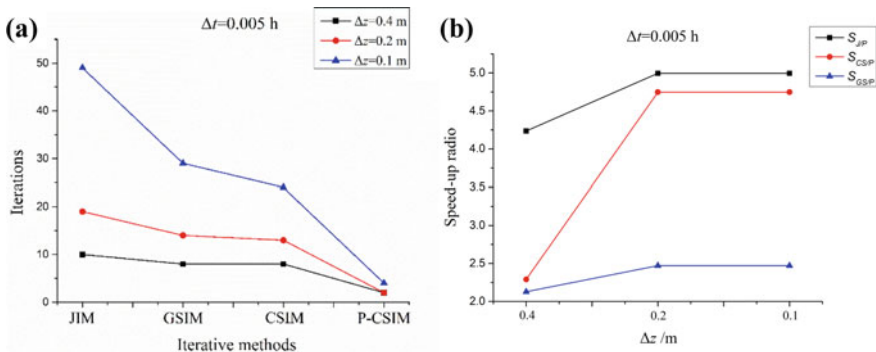 (a)
Δt=0.005 h
Δz=0.4 m
Δz=0.2 m
Δz=0.1 m
50
40
30
20
10
0
Iterations
JIM
GSIM
CSIM
P-CSIM
Iterative methods
(b)
Δt=0.005 h
S_J/P
S_CS/P
S_GS/P
5.0
4.5
4.0
3.5
3.0
2.5
2.0
Speed-up radio
0.4
0.2
0.1
Δz /m